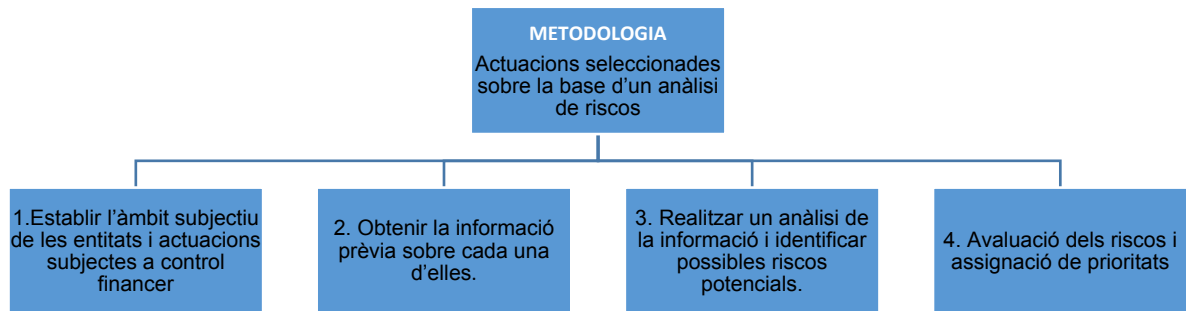 METODOLOGIA
Actuacions seleccionades
sobre la base d'un anàlisi
de riscos
1.Establir l'àmbit subjectiu
de les entitats i actuacions
subjectes a control
financer
2. Obtenir la informació
prèvia sobre cada una
d'elles.
3. Realitzar un anàlisi de
la informació i identificar
possibles riscos
potencials.
4. Avaluació dels riscos i
assignació de prioritats